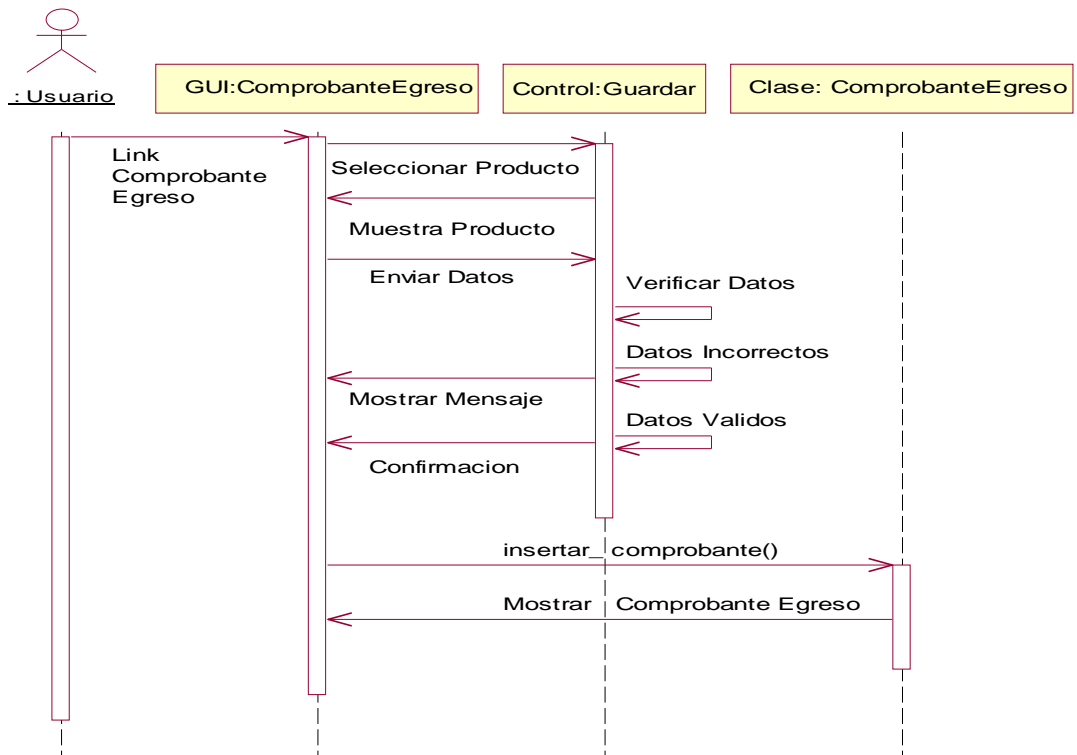 : Usuario
GUI:ComprobanteEgreso
Control:Guardar
Clase: ComprobanteEgreso
Link
Comprobante
Egreso
Seleccionar Producto
Muestra Producto
Enviar Datos
Verificar Datos
Datos Incorrectos
Mostrar Mensaje
Datos Validos
Confirmacion
insertar_ comprobante()
Mostrar Comprobante Egreso